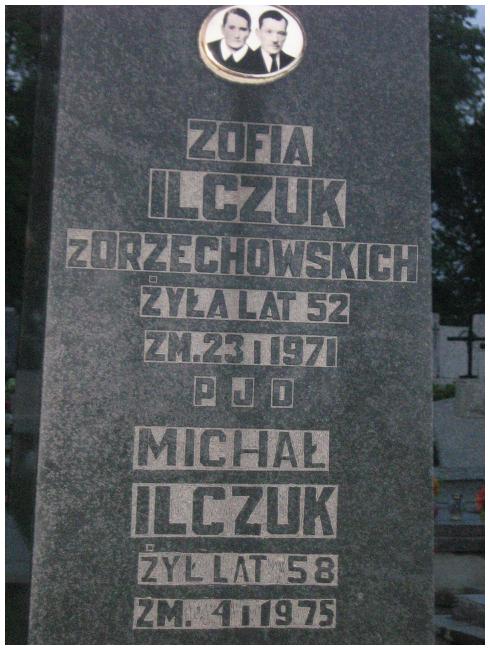 ZOFIA
ILCZUK
z ORZECHOWSKICH
ŻYŁA LAT 52
ZM. 23 I 1971
P J D
MICHAŁ
ILCZUK
ŻYŁ LAT 58
ZM. 4 I 1975